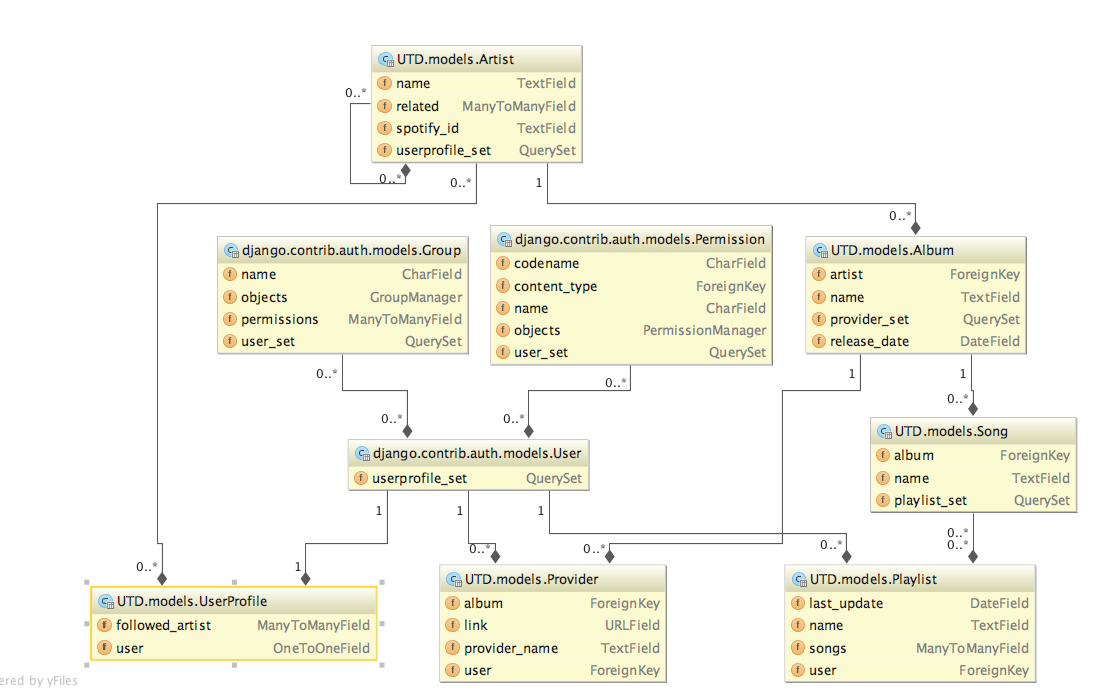 UTD.models.Artist
name TextField
related ManyToManyField
spotify_id TextField
userprofile_set QuerySet
0..*
0..*
0..*
1
0..*
django.contrib.auth.models.Group
name CharField
objects GroupManager
permissions ManyToManyField
user_set QuerySet
django.contrib.auth.models.Permission
codename CharField
content_type ForeignKey
name CharField
objects PermissionManager
user_set QuerySet
UTD.models.Album
artist ForeignKey
name TextField
provider_set QuerySet
release_date DateField
0..*
0..*
1
1
0..*
0..*
0..*
django.contrib.auth.models.User
userprofile_set QuerySet
UTD.models.Song
album ForeignKey
name TextField
playlist_set QuerySet
1
1
1
0..*
0..*
0..*
0..*
0..*
0..*
1
UTD.models.UserProfile
followed_artist ManyToManyField
user OneToOneField
UTD.models.Provider
album ForeignKey
link URLField
provider_name TextField
user ForeignKey
UTD.models.Playlist
last_update DateField
name TextField
songs ManyToManyField
user ForeignKey
ered by yFiles